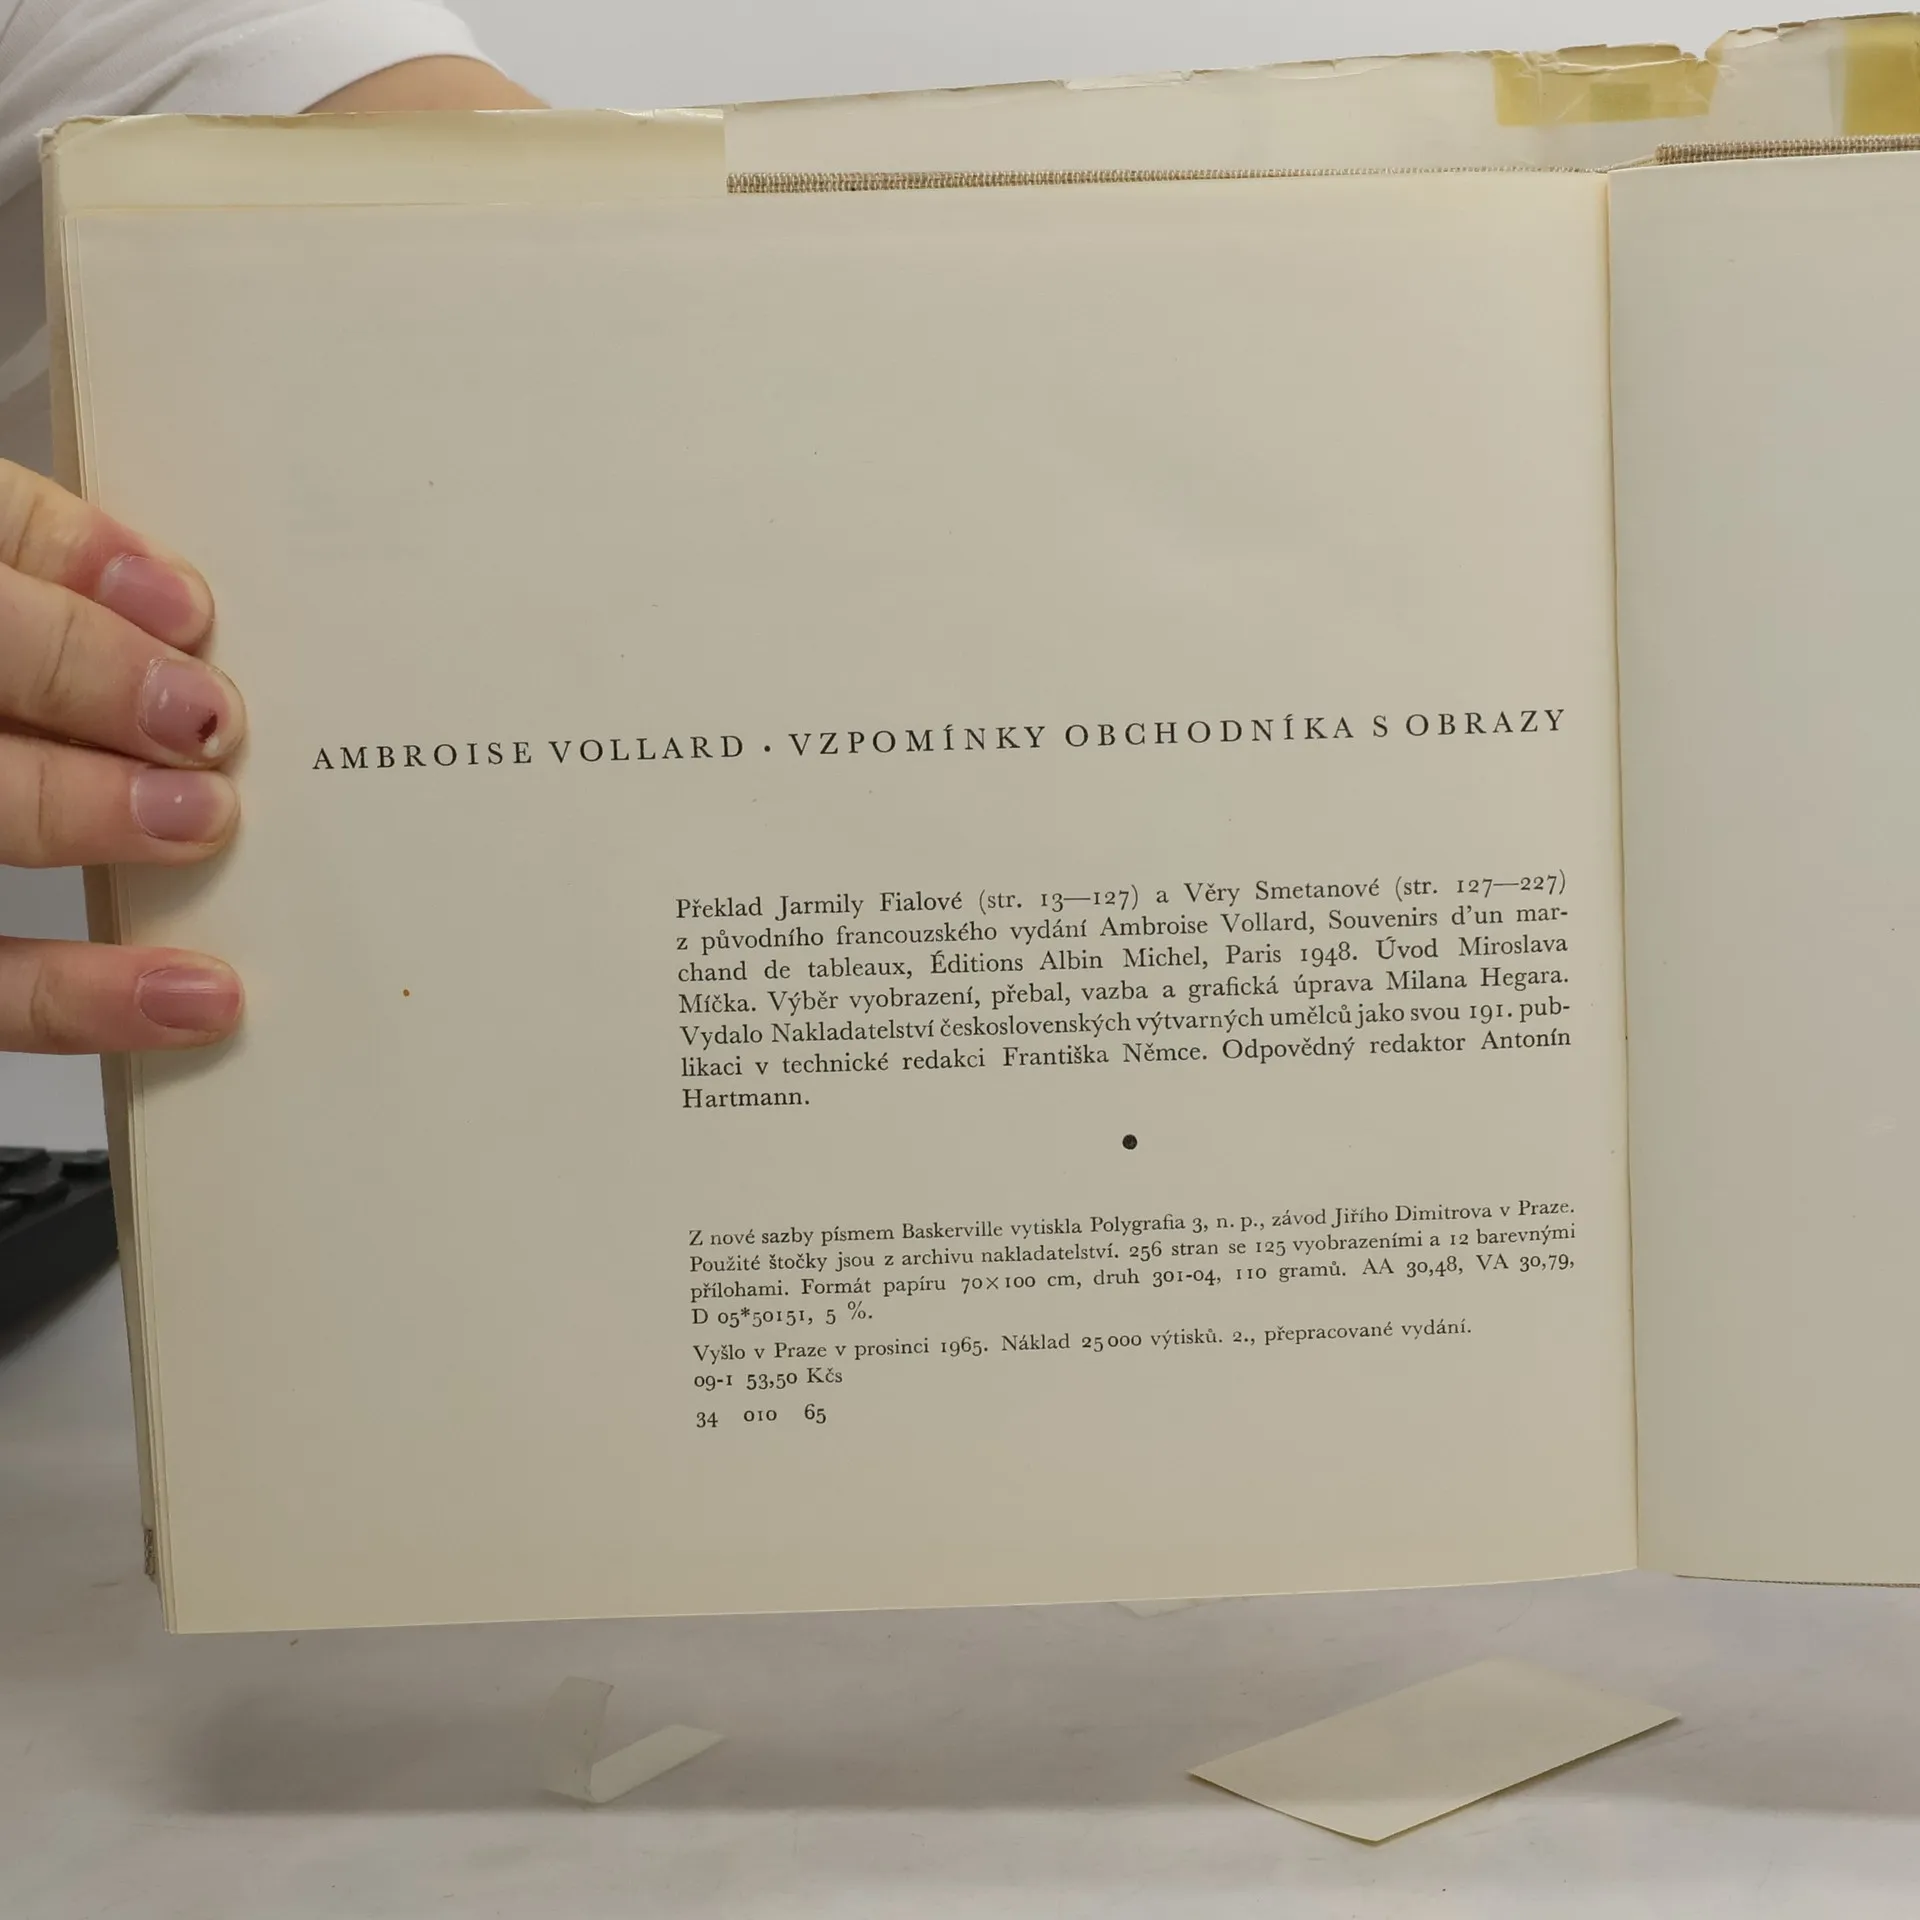 AMBROISE VOLLARD · VZPOMÍNKY OBCHODNÍKA S OBRAZY
Překlad Jarmily Fialové (str. 13—127) a Věry Smetanové (str. 127—227)
z původního francouzského vydání Ambroise Vollard, Souvenirs d'un mar-
chand de tableaux, Éditions Albin Michel, Paris 1948. Úvod Miroslava
Míčka. Výběr vyobrazení, přebal, vazba a grafická úprava Milana Hegara.
Vydalo Nakladatelství československých výtvarných umělců jako svou 191. pub-
likaci v technické redakci Františka Němce. Odpovědný redaktor Antonín
Hartmann.
●
Z nové sazby písmem Baskerville vytiskla Polygrafia 3, n. p., závod Jiřího Dimitrova v Praze.
Použité štočky jsou z archivu nakladatelství. 256 stran se 125 vyobrazeními a 12 barevnými
přílohami. Formát papíru 70×100 cm, druh 301-04, 110 gramů. AA 30,48, VA 30,79,
D 05*50151, 5 %.
Vyšlo v Praze v prosinci 1965. Náklad 25 000 výtisků. 2., přepracované vydání.
09-1 53,50 Kčs
34 010 65